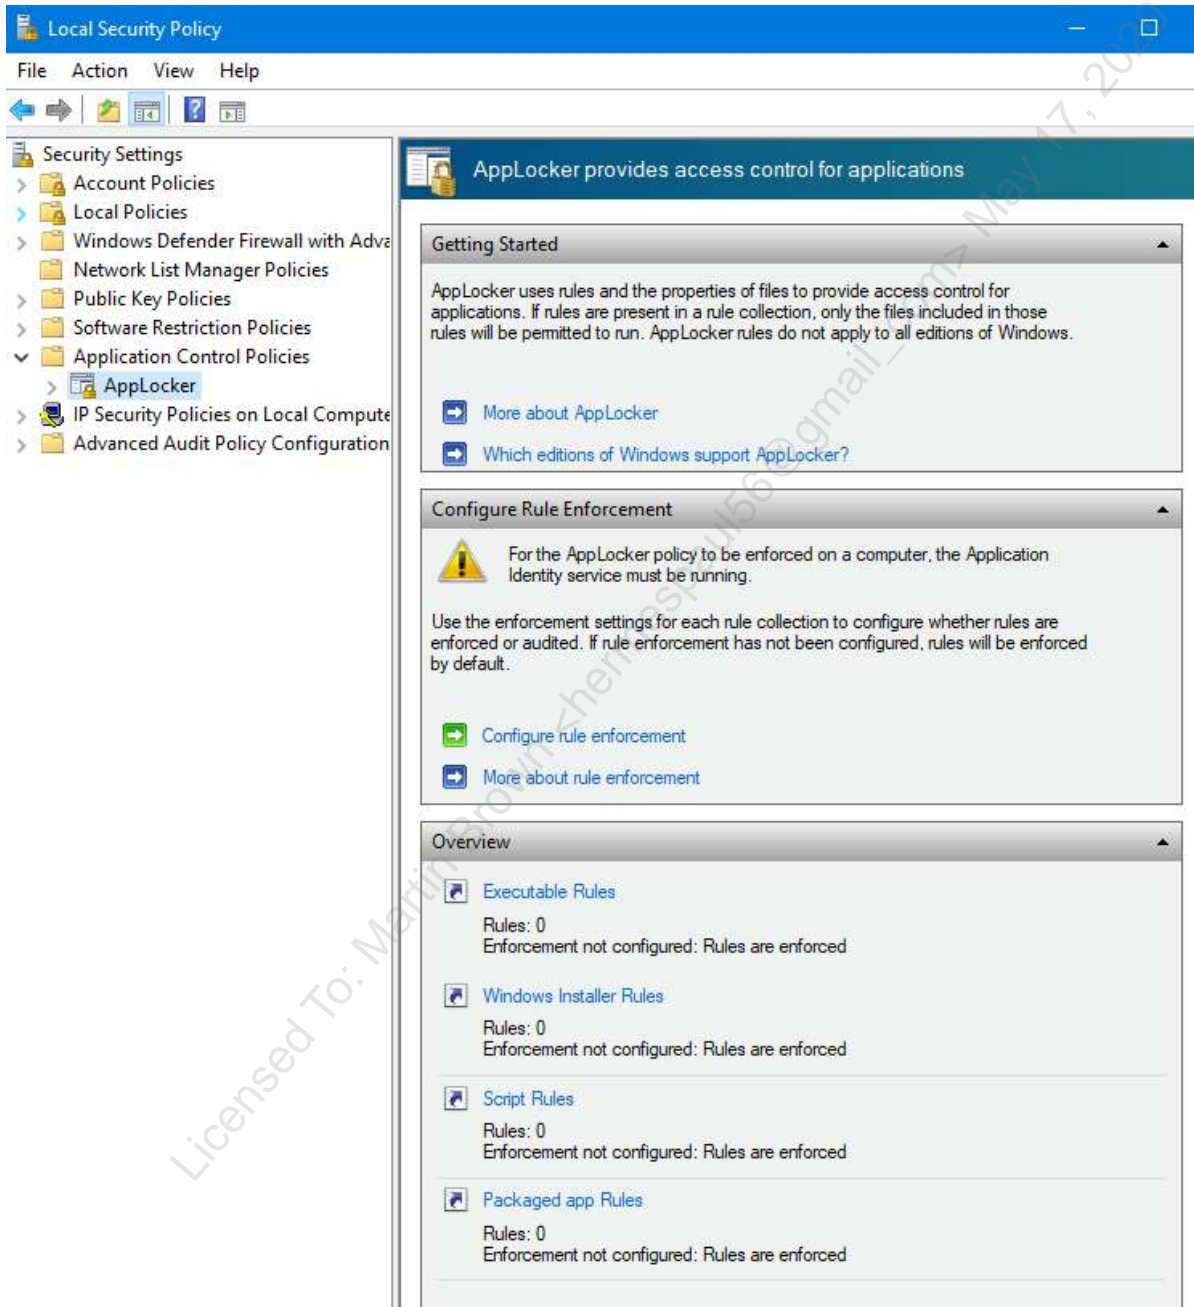 Local Security Policy
File Action View Help
Security Settings
Account Policies
Local Policies
Windows Defender Firewall with Adva
Network List Manager Policies
Public Key Policies
Software Restriction Policies
Application Control Policies
AppLocker
IP Security Policies on Local Compute
Advanced Audit Policy Configuration
AppLocker provides access control for applications
Getting Started
AppLocker uses rules and the properties of files to provide access control for
applications. If rules are present in a rule collection, only the files included in those
rules will be permitted to run. AppLocker rules do not apply to all editions of Windows.
More about AppLocker
Which editions of Windows support AppLocker?
Configure Rule Enforcement
For the AppLocker policy to be enforced on a computer, the Application
Identity service must be running.
Use the enforcement settings for each rule collection to configure whether rules are
enforced or audited. If rule enforcement has not been configured, rules will be enforced
by default.
Configure rule enforcement
More about rule enforcement
Overview
Executable Rules
Rules: 0
Enforcement not configured: Rules are enforced
Windows Installer Rules
Rules: 0
Enforcement not configured: Rules are enforced
Script Rules
Rules: 0
Enforcement not configured: Rules are enforced
Packaged app Rules
Rules: 0
Enforcement not configured: Rules are enforced
Licensed To: Martin Brown May 17, 2020